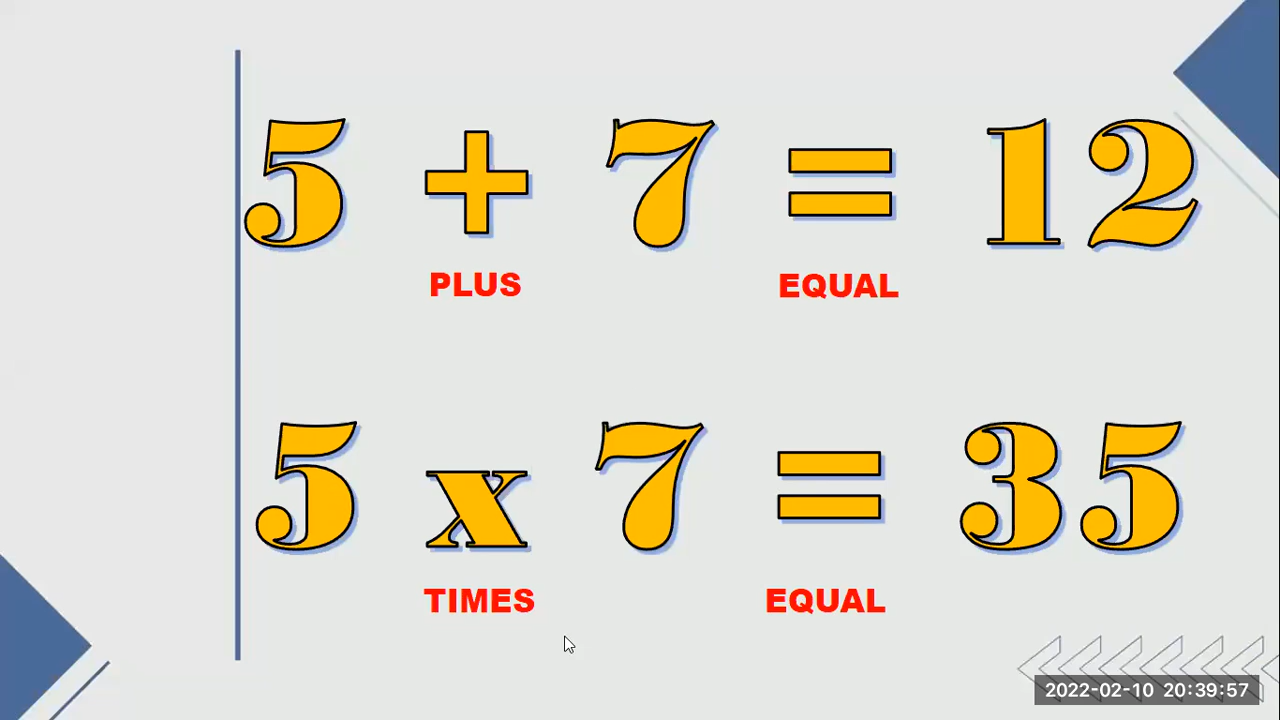 5 + 7 = 12
PLUS EQUAL
5 x 7 = 35
TIMES EQUAL
2022-02-10 20:39:57